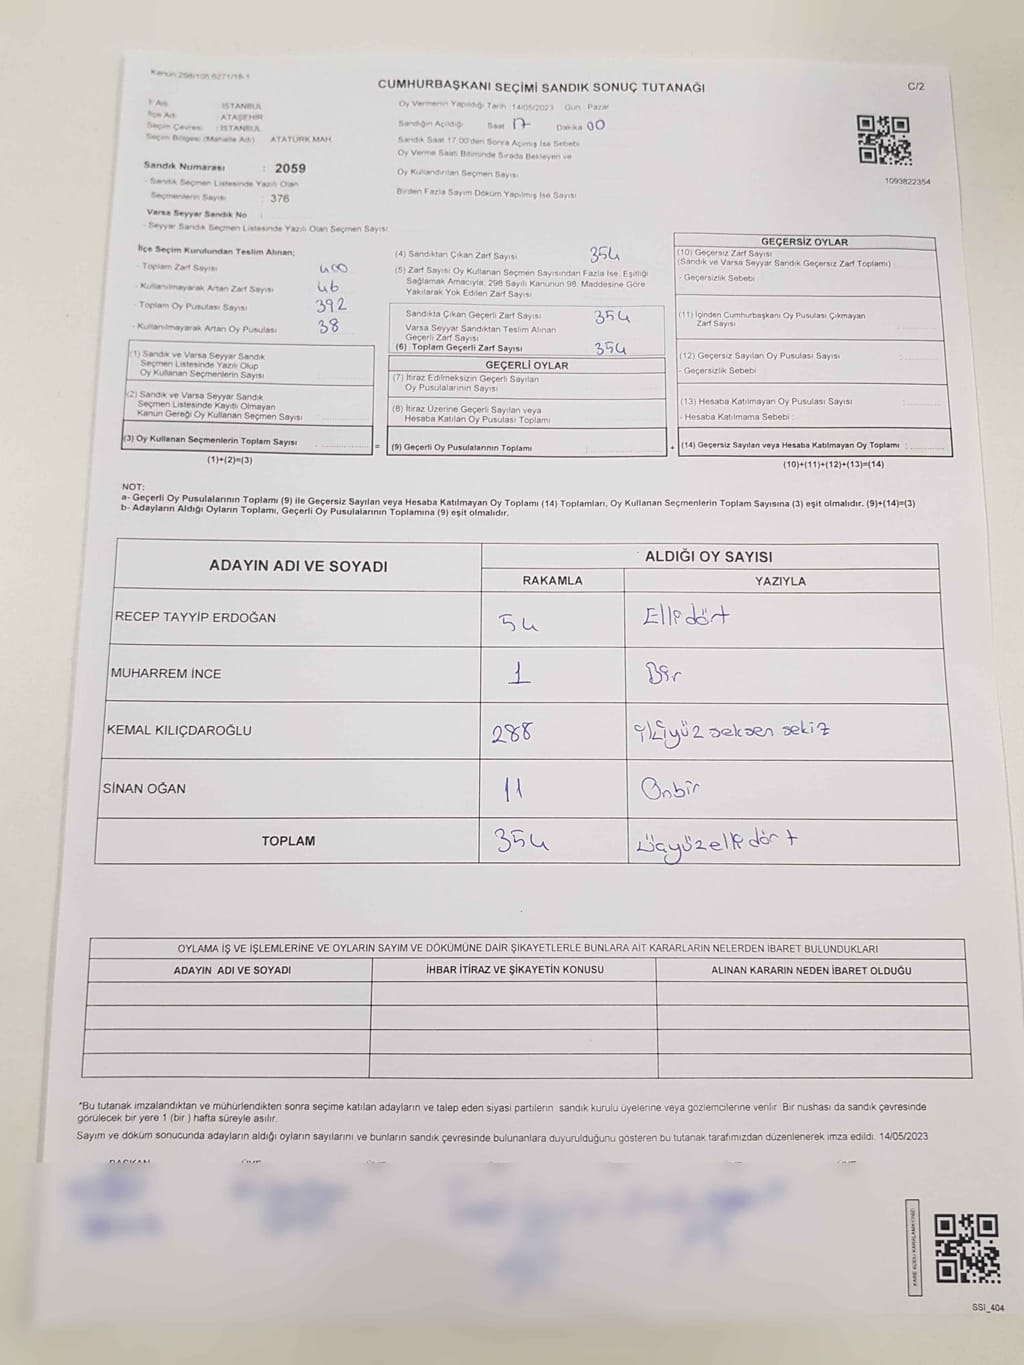 Kanun:298/105 6271/18-1
CUMHURBAŞKANI SEÇİMİ SANDIK SONUÇ TUTANAĞI
C/2
İl Adı : İSTANBUL
İlçe Adı : ATAŞEHİR
Seçim Çevresi : İSTANBUL
Seçim Bölgesi (Mahalle Adı) : ATATÜRK MAH.
Sandık Numarası : 2059
- Sandık Seçmen Listesinde Yazılı Olan
Seçmenlerin Sayısı : 376
Varsa Seyyar Sandık No :
- Seyyar Sandık Seçmen Listesinde Yazılı Olan Seçmen Sayısı:
Oy Vermenin Yapıldığı Tarih : 14/05/2023 Gün : Pazar
Sandığın Açıldığı Saat 17 Dakika 00
Sandık Saat 17.00'den Sonra Açımış İse Sebebi
Oy Verme Saati Bitiminde Sırada Bekleyen ve
Oy Kullandırılan Seçmen Sayısı
Birden Fazla Sayım Döküm Yapılmış İse Sayısı
1093822354
İlçe Seçim Kurulundan Teslim Alınan;
- Toplam Zarf Sayısı 400
- Kullanılmayarak Artan Zarf Sayısı : 46
- Toplam Oy Pusulası Sayısı : 392
- Kullanılmayarak Artan Oy Pusulası : 38
(1) Sandık ve Varsa Seyyar Sandık
Seçmen Listesinde Yazılı Olup
Oy Kullanan Seçmenlerin Sayısı
(2) Sandık ve Varsa Seyyar Sandık
Seçmen Listesinde Kayıtlı Olmayan
Kanun Gereği Oy Kullanan Seçmen Sayısı
(3) Oy Kullanan Seçmenlerin Toplam Sayısı : =
(1)+(2)=(3)
(4) Sandıktan Çıkan Zarf Sayısı : 354
(5) Zarf Sayısı Oy Kullanan Seçmen Sayısından Fazla İse, Eşitliği
Sağlamak Amacıyla; 298 Sayılı Kanunun 98. Maddesine Göre
Yakılarak Yok Edilen Zarf Sayısı
Sandıkta Çıkan Geçerli Zarf Sayısı : 354
Varsa Seyyar Sandıktan Teslim Alınan
Geçerli Zarf Sayısı
(6) Toplam Geçerli Zarf Sayısı : 354
GEÇERLİ OYLAR
(7) İtiraz Edilmeksizin Geçerli Sayılan
Oy Pusulalarının Sayısı
(8) İtiraz Üzerine Geçerli Sayılan veya
Hesaba Katılan Oy Pusulası Toplamı
(9) Geçerli Oy Pusulalarının Toplamı : +
GEÇERSİZ OYLAR
(10) Geçersiz Zarf Sayısı
(Sandık ve Varsa Seyyar Sandık Geçersiz Zarf Toplamı)
- Geçersizlik Sebebi
(11) İçinden Cumhurbaşkanı Oy Pusulası Çıkmayan
Zarf Sayısı
(12) Geçersiz Sayılan Oy Pusulası Sayısı
- Geçersizlik Sebebi
(13) Hesaba Katılmayan Oy Pusulası Sayısı
- Hesaba Katılmama Sebebi :
(14) Geçersiz Sayılan veya Hesaba Katılmayan Oy Toplamı :
(10)+(11)+(12)+(13)=(14)
NOT:
a- Geçerli Oy Pusulalarının Toplamı (9) ile Geçersiz Sayılan veya Hesaba Katılmayan Oy Toplamı (14) Toplamları, Oy Kullanan Seçmenlerin Toplam Sayısına (3) eşit olmalıdır. (9)+(14)=(3)
b- Adayların Aldığı Oyların Toplamı, Geçerli Oy Pusulalarının Toplamına (9) eşit olmalıdır.
ADAYIN ADI VE SOYADI
ALDIĞI OY SAYISI
RAKAMLA YAZIYLA
RECEP TAYYİP ERDOĞAN 54 Ellidört
MUHARREM İNCE 1 Bir
KEMAL KILIÇDAROĞLU 288 ikiyüz seksen sekiz
SİNAN OĞAN 11 Onbir
TOPLAM 354 üçyüzellidört
OYLAMA İŞ VE İŞLEMLERİNE VE OYLARIN SAYIM VE DÖKÜMÜNE DAİR ŞİKAYETLERLE BUNLARA AİT KARARLARIN NELERDEN İBARET BULUNDUKLARI
ADAYIN ADI VE SOYADI İHBAR İTİRAZ VE ŞİKAYETİN KONUSU ALINAN KARARIN NEDEN İBARET OLDUĞU
*Bu tutanak imzalandıktan ve mühürlendikten sonra seçime katılan adayların ve talep eden siyasi partilerin sandık kurulu üyelerine veya gözlemcilerine verilir. Bir nushası da sandık çevresinde
görülecek bir yere 1 (bir ) hafta süreyle asılır.
Sayım ve döküm sonucunda adayların aldığı oyların sayılarını ve bunların sandık çevresinde bulunanlara duyurulduğunu gösteren bu tutanak tarafımızdan düzenlenerek imza edildi. 14/05/2023
BAŞKAN ÜYE
SSI_404